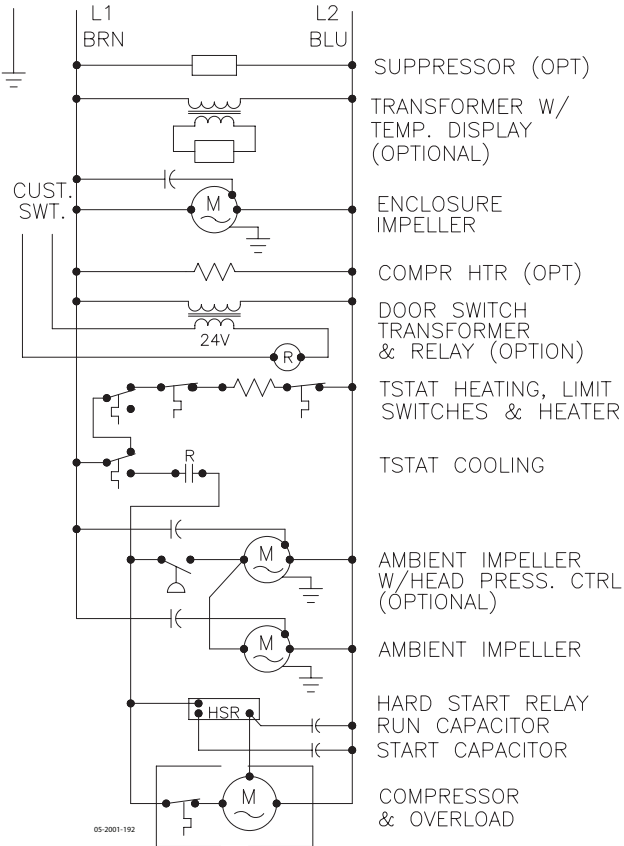 L1
L2
BRN
BLU
SUPPRESSOR (OPT)
TRANSFORMER W/
TEMP. DISPLAY
(OPTIONAL)
CUST.
SWT.
M
ENCLOSURE
IMPELLER
COMPR HTR (OPT)
DOOR SWITCH
TRANSFORMER
& RELAY (OPTION)
24V
R
TSTAT HEATING, LIMIT
SWITCHES & HEATER
R
TSTAT COOLING
M
AMBIENT IMPELLER
W/HEAD PRESS. CTRL
(OPTIONAL)
M
AMBIENT IMPELLER
HARD START RELAY
HSR
RUN CAPACITOR
START CAPACITOR
M
COMPRESSOR
& OVERLOAD
05-2001-192